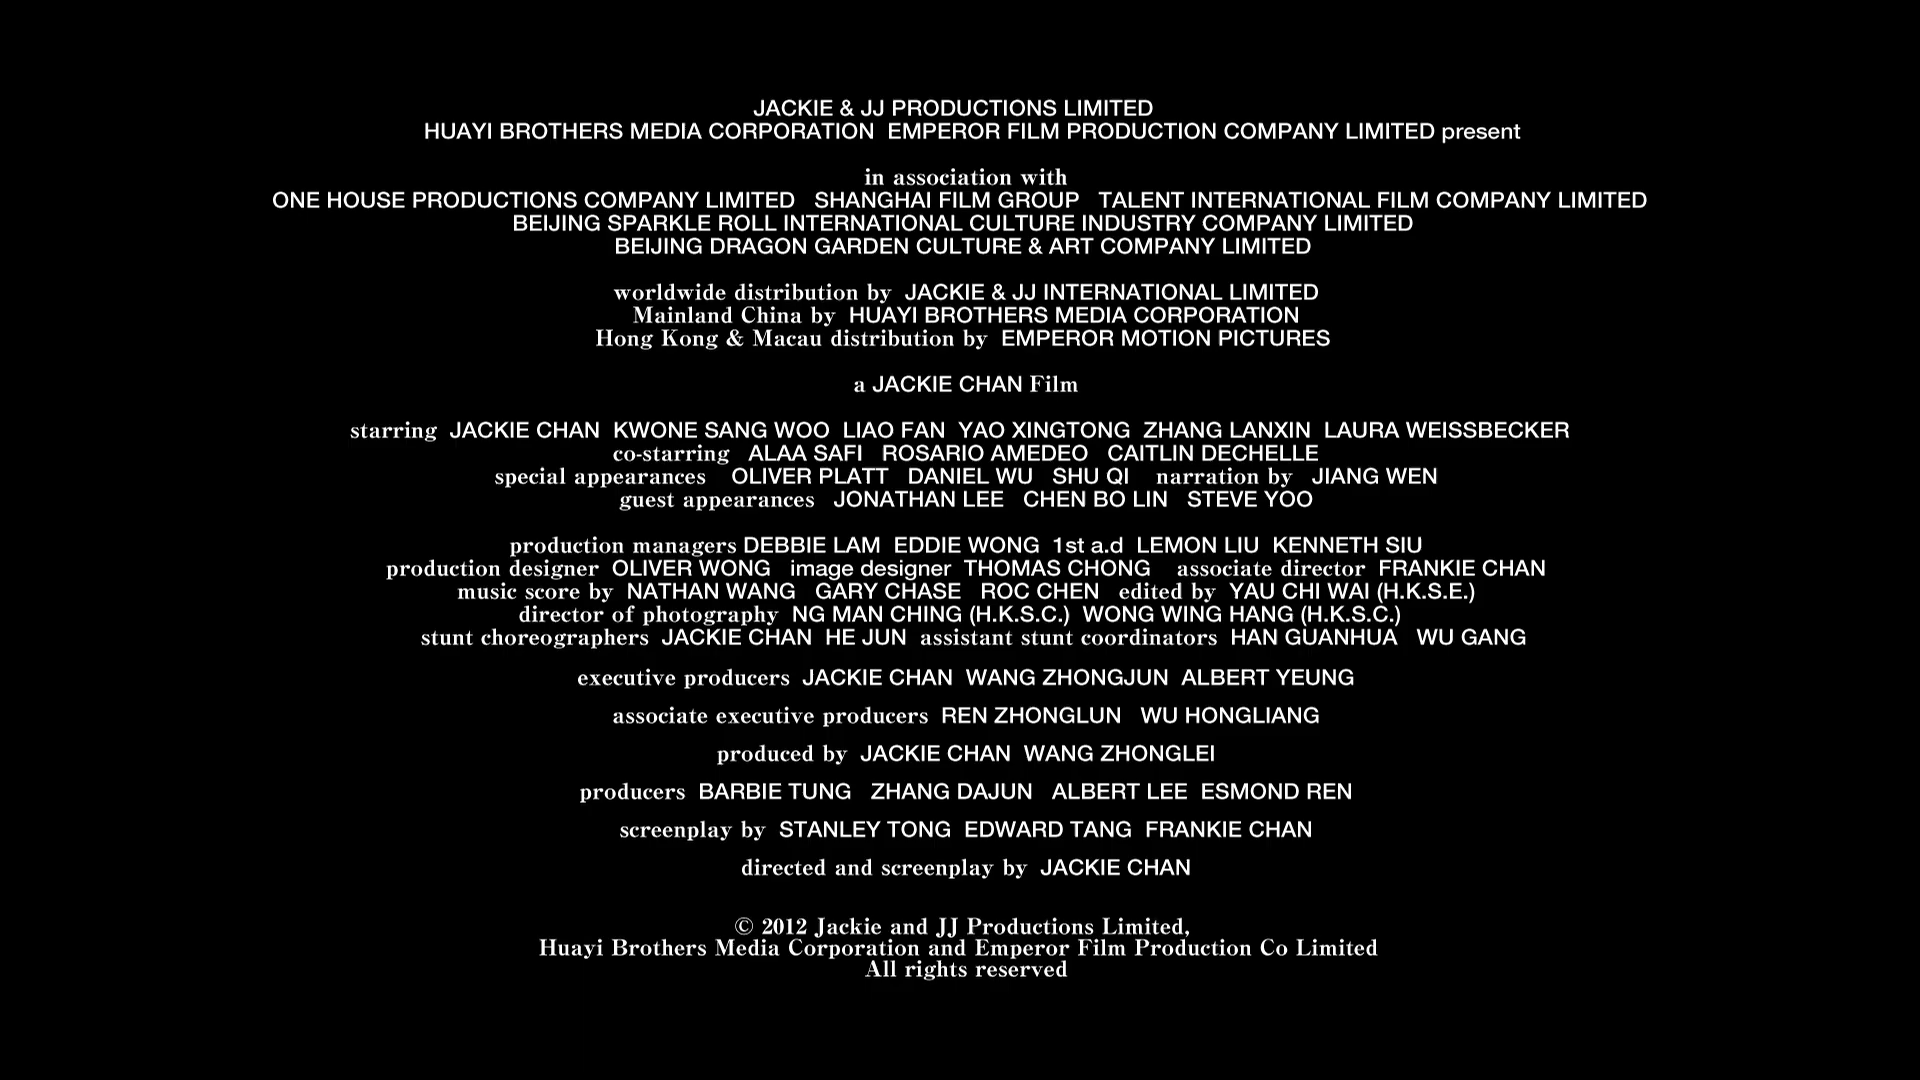 JACKIE & JJ PRODUCTIONS LIMITED
HUAYI BROTHERS MEDIA CORPORATION EMPEROR FILM PRODUCTION COMPANY LIMITED present
in association with
ONE HOUSE PRODUCTIONS COMPANY LIMITED SHANGHAI FILM GROUP TALENT INTERNATIONAL FILM COMPANY LIMITED
BEIJING SPARKLE ROLL INTERNATIONAL CULTURE INDUSTRY COMPANY LIMITED
BEIJING DRAGON GARDEN CULTURE & ART COMPANY LIMITED
worldwide distribution by JACKIE & JJ INTERNATIONAL LIMITED
Mainland China by HUAYI BROTHERS MEDIA CORPORATION
Hong Kong & Macau distribution by EMPEROR MOTION PICTURES
a JACKIE CHAN Film
starring JACKIE CHAN KWONE SANG WOO LIAO FAN YAO XINGTONG ZHANG LANXIN LAURA WEISSBECKER
co-starring ALAA SAFI ROSARIO AMEDEO CAITLIN DECHELLE
special appearances OLIVER PLATT DANIEL WU SHU QI narration by JIANG WEN
guest appearances JONATHAN LEE CHEN BO LIN STEVE YOO
production managers DEBBIE LAM EDDIE WONG 1st a.d LEMON LIU KENNETH SIU
production designer OLIVER WONG image designer THOMAS CHONG associate director FRANKIE CHAN
music score by NATHAN WANG GARY CHASE ROC CHEN edited by YAU CHI WAI (H.K.S.E.)
director of photography NG MAN CHING (H.K.S.C.) WONG WING HANG (H.K.S.C.)
stunt choreographers JACKIE CHAN HE JUN assistant stunt coordinators HAN GUANHUA WU GANG
executive producers JACKIE CHAN WANG ZHONGJUN ALBERT YEUNG
associate executive producers REN ZHONGLUN WU HONGLIANG
produced by JACKIE CHAN WANG ZHONGLEI
producers BARBIE TUNG ZHANG DAJUN ALBERT LEE ESMOND REN
screenplay by STANLEY TONG EDWARD TANG FRANKIE CHAN
directed and screenplay by JACKIE CHAN
© 2012 Jackie and JJ Productions Limited,
Huayi Brothers Media Corporation and Emperor Film Production Co Limited
All rights reserved